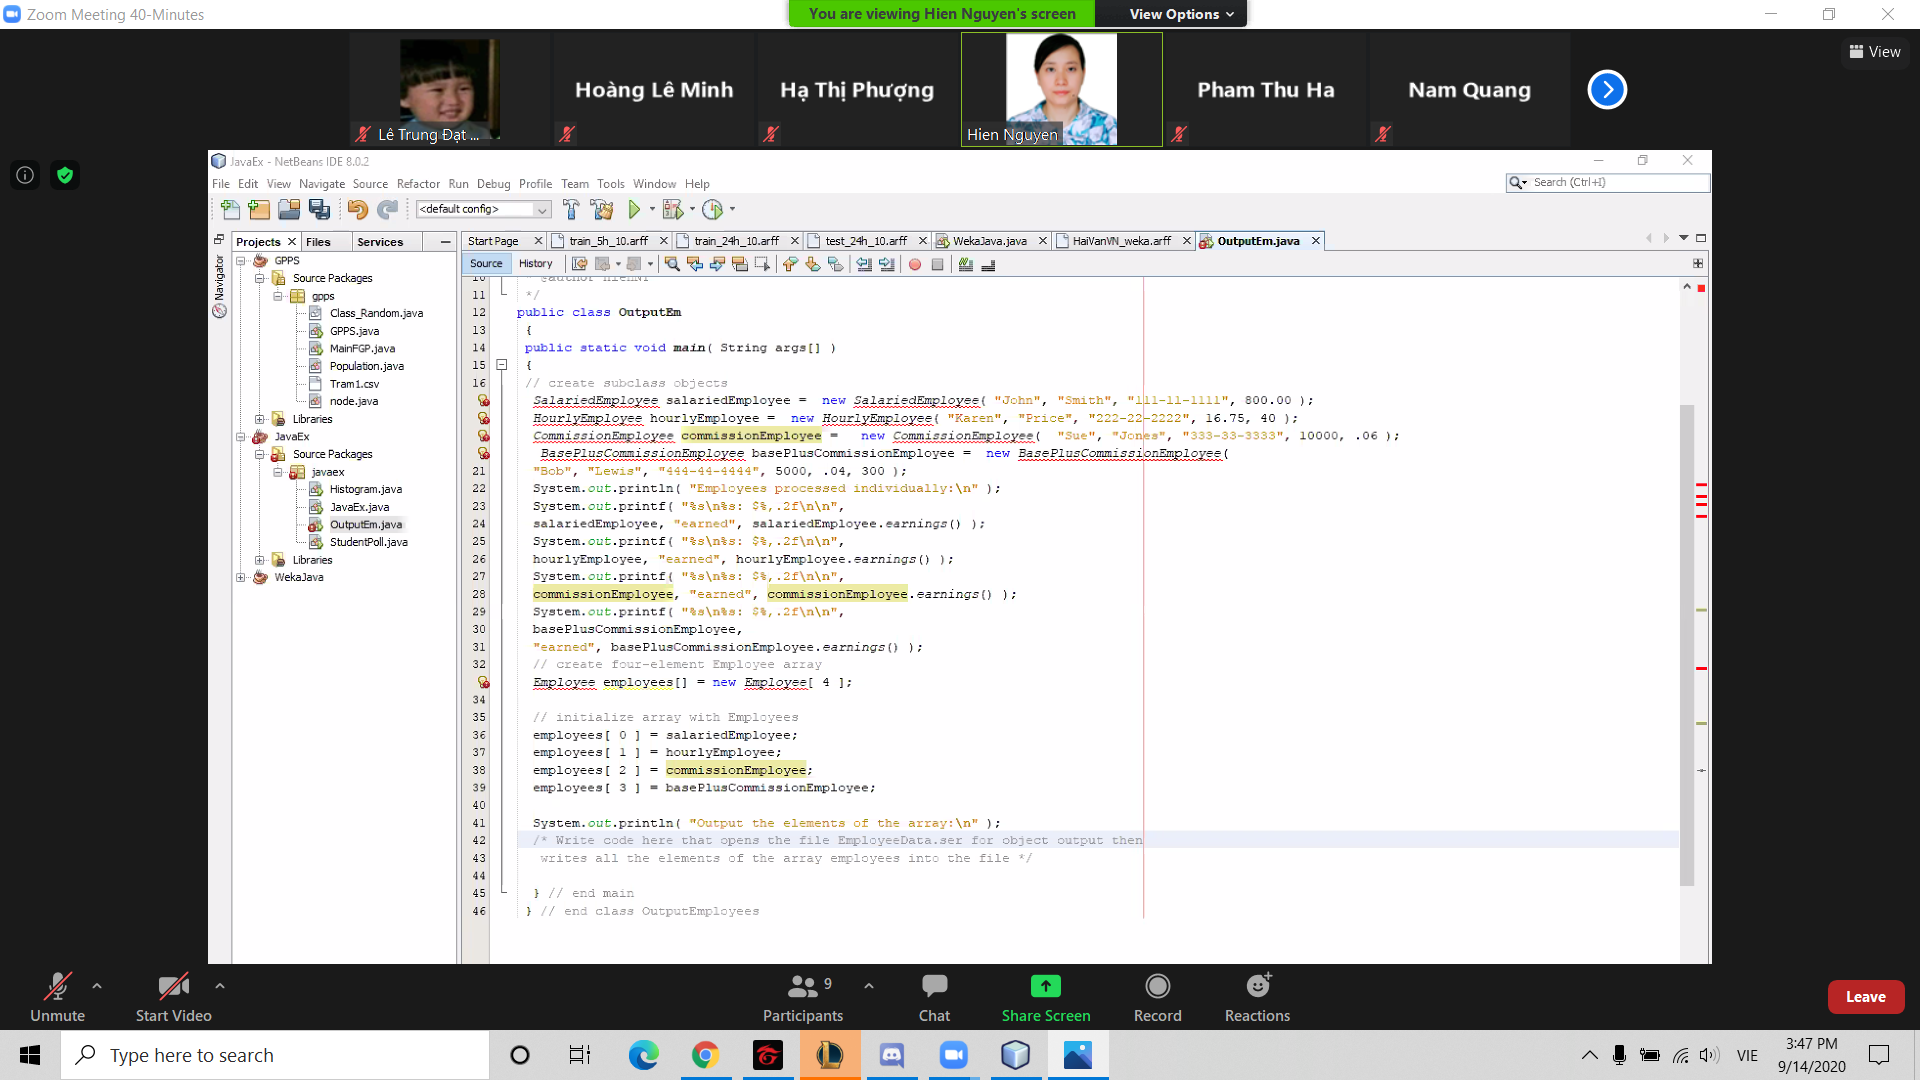 Zoom Meeting 40-Minutes
You are viewing Hien Nguyen's screen
View Options
View
Lê Trung Đạt ...
Hoàng Lê Minh
Hạ Thị Phượng
Hien Nguyen
Pham Thu Ha
Nam Quang
JavaEx - NetBeans IDE 8.0.2
File Edit View Navigate Source Refactor Run Debug Profile Team Tools Window Help
Search (Ctrl+I)
<default config>
Projects Files Services
Start Page train_5h_10.arff train_24h_10.arff test_24h_10.arff WekaJava.java HaiVanVN_weka.arff OutputEm.java
Source History
Navigator
GPPS
Source Packages
gpps
Class_Random.java
GPPS.java
MainFGP.java
Population.java
Tram1.csv
node.java
Libraries
JavaEx
Source Packages
javaex
Histogram.java
JavaEx.java
OutputEm.java
StudentPoll.java
Libraries
WekaJava
11 */
12 public class OutputEm
13 {
14 public static void main( String args[] )
15 {
16 // create subclass objects
SalariedEmployee salariedEmployee = new SalariedEmployee( "John", "Smith", "111-11-1111", 800.00 );
HourlyEmployee hourlyEmployee = new HourlyEmployee( "Karen", "Price", "222-22-2222", 16.75, 40 );
CommissionEmployee commissionEmployee = new CommissionEmployee( "Sue", "Jones", "333-33-3333", 10000, .06 );
BasePlusCommissionEmployee basePlusCommissionEmployee = new BasePlusCommissionEmployee(
21 "Bob", "Lewis", "444-44-4444", 5000, .04, 300 );
22 System.out.println( "Employees processed individually:\n" );
23 System.out.printf( "%s\n%s: $%,.2f\n\n",
24 salariedEmployee, "earned", salariedEmployee.earnings() );
25 System.out.printf( "%s\n%s: $%,.2f\n\n",
26 hourlyEmployee, "earned", hourlyEmployee.earnings() );
27 System.out.printf( "%s\n%s: $%,.2f\n\n",
28 commissionEmployee, "earned", commissionEmployee.earnings() );
29 System.out.printf( "%s\n%s: $%,.2f\n\n",
30 basePlusCommissionEmployee,
31 "earned", basePlusCommissionEmployee.earnings() );
32 // create four-element Employee array
Employee employees[] = new Employee[ 4 ];
34
35 // initialize array with Employees
36 employees[ 0 ] = salariedEmployee;
37 employees[ 1 ] = hourlyEmployee;
38 employees[ 2 ] = commissionEmployee;
39 employees[ 3 ] = basePlusCommissionEmployee;
40
41 System.out.println( "Output the elements of the array:\n" );
42 /* Write code here that opens the file EmployeeData.ser for object output then
43 writes all the elements of the array employees into the file */
44
45 } // end main
46 } // end class OutputEmployees
Unmute
Start Video
9
Participants
Chat
Share Screen
Record
Reactions
Leave
Type here to search
VIE
3:47 PM
9/14/2020